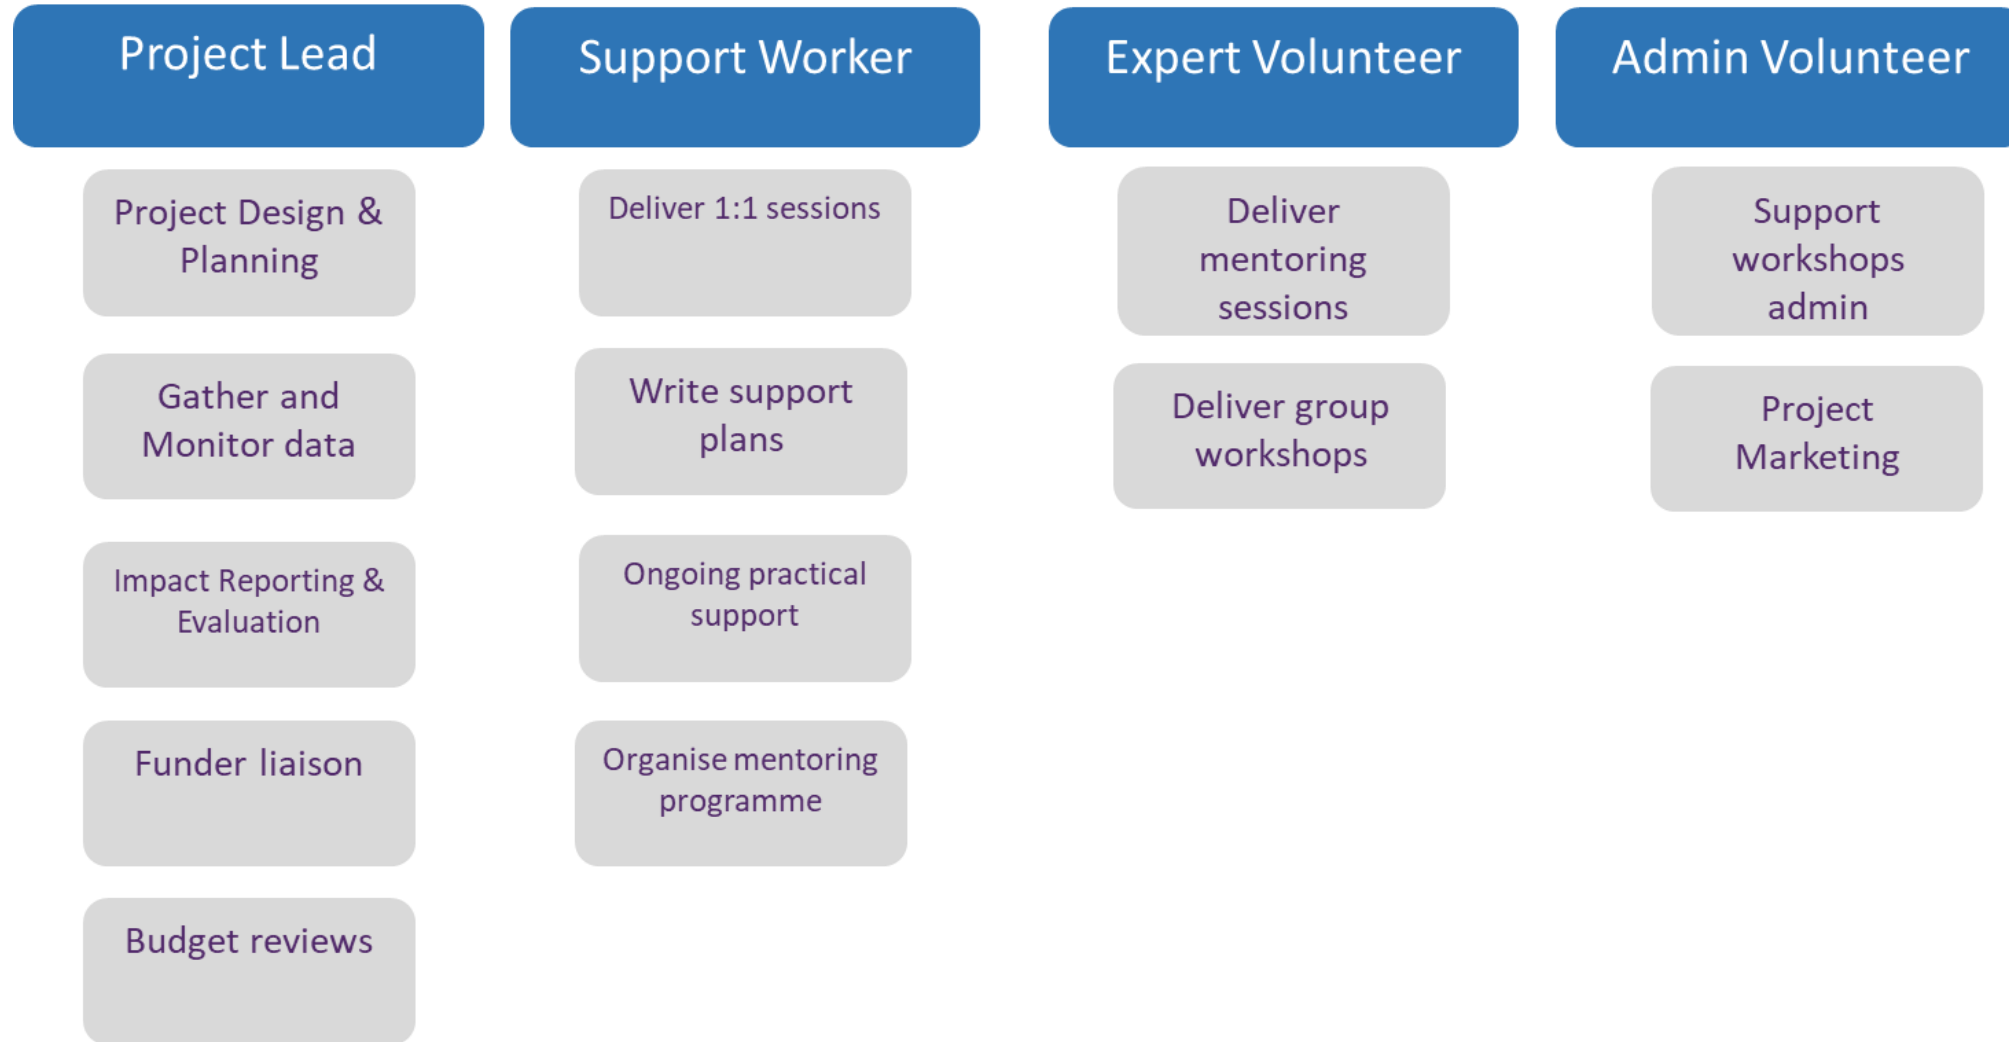 Project Lead
Project Design &
Planning
Gather and
Monitor data
Impact Reporting &
Evaluation
Funder liaison
Budget reviews
Support Worker
Deliver 1:1 sessions
Write support
plans
Ongoing practical
support
Organise mentoring
programme
Expert Volunteer
Deliver
mentoring
sessions
Deliver group
workshops
Admin Volunteer
Support
workshops
admin
Project
Marketing